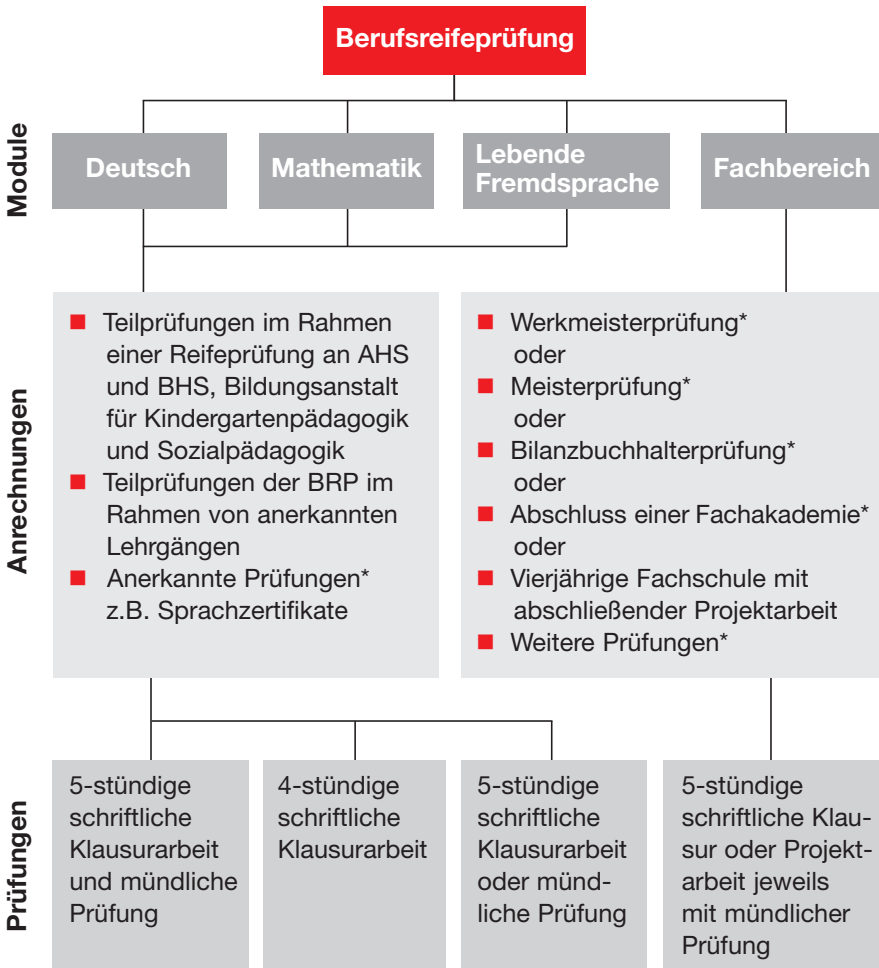 Berufsreifeprüfung
Module
Deutsch
Mathematik
Lebende
Fremdsprache
Fachbereich
Anrechnungen
■ Teilprüfungen im Rahmen
einer Reifeprüfung an AHS
und BHS, Bildungsanstalt
für Kindergartenpädagogik
und Sozialpädagogik
■ Teilprüfungen der BRP im
Rahmen von anerkannten
Lehrgängen
■ Anerkannte Prüfungen*
z.B. Sprachzertifikate
■ Werkmeisterprüfung*
oder
■ Meisterprüfung*
oder
■ Bilanzbuchhalterprüfung*
oder
■ Abschluss einer Fachakademie*
oder
■ Vierjährige Fachschule mit
abschließender Projektarbeit
■ Weitere Prüfungen*
Prüfungen
5-stündige
schriftliche
Klausurarbeit
und mündliche
Prüfung
4-stündige
schriftliche
Klausurarbeit
5-stündige
schriftliche
Klausurarbeit
oder münd-
liche Prüfung
5-stündige
schriftliche Klau-
sur oder Projekt-
arbeit jeweils
mit mündlicher
Prüfung